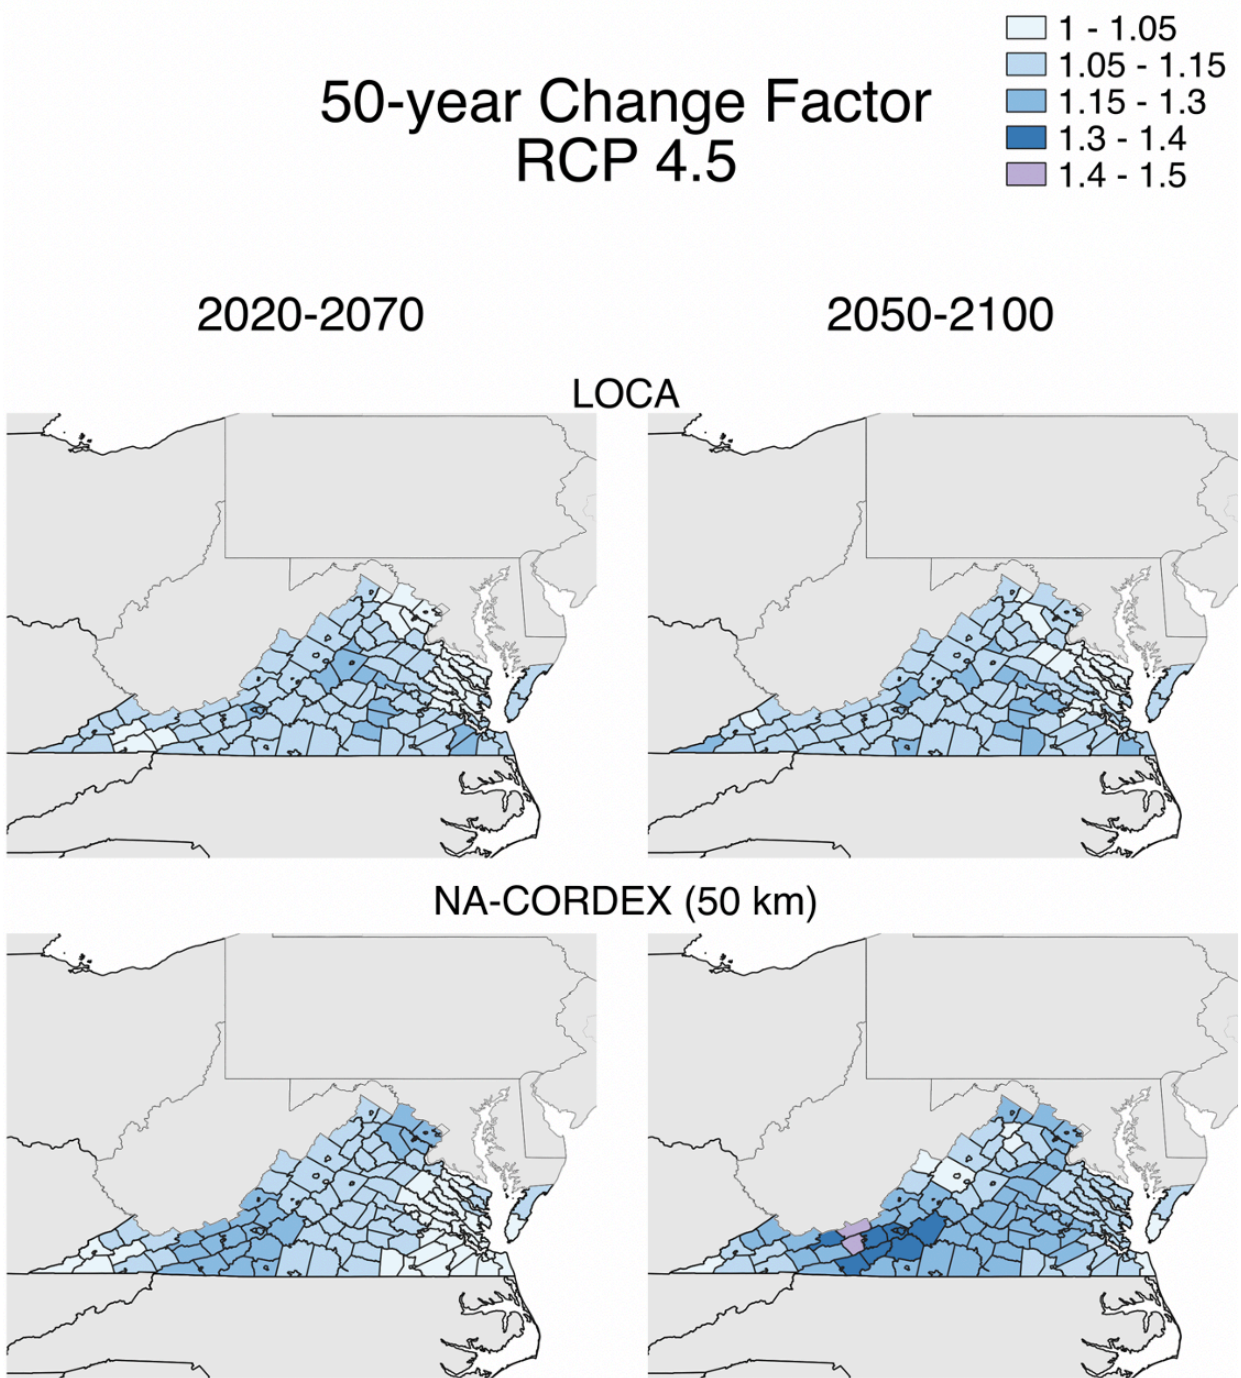 1 - 1.05
1.05 - 1.15
1.15 - 1.3
1.3 - 1.4
1.4 - 1.5
50-year Change Factor
RCP 4.5
2020-2070
2050-2100
LOCA
NA-CORDEX (50 km)